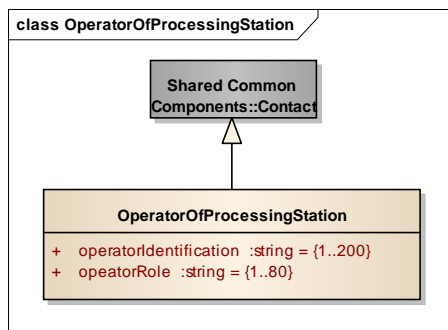 class OperatorOfProcessingStation
Shared Common
Components::Contact
OperatorOfProcessingStation
+ operatorIdentification :string = {1..200}
+ opeatorRole :string = {1..80}